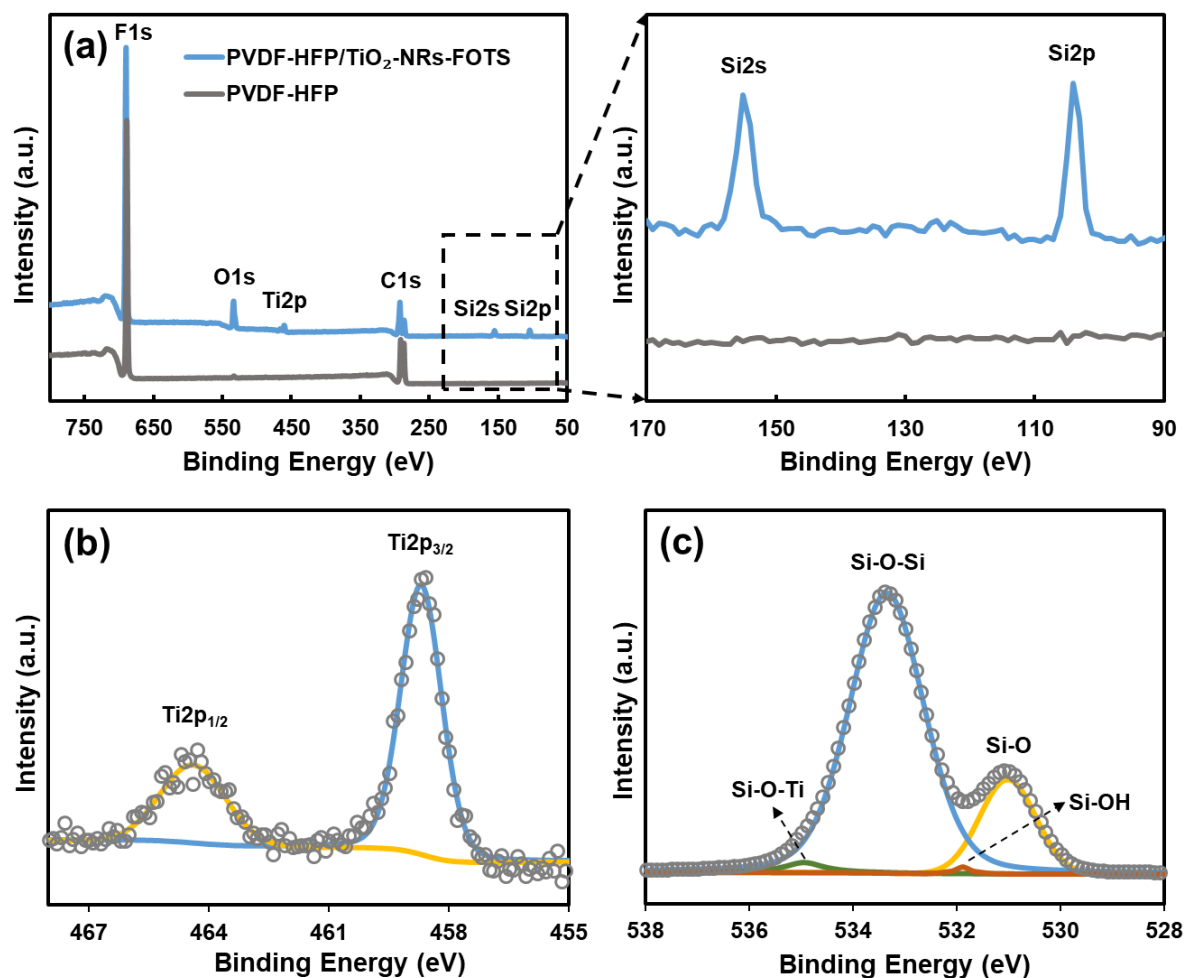 (a)
F1s
PVDF-HFP/TiO₂-NRs-FOTS
PVDF-HFP
O1s
Ti2p
C1s
Si2s
Si2p
Intensity (a.u.)
750 650 550 450 350 250 150 50
Binding Energy (eV)
Si2s
Si2p
Intensity (a.u.)
170 150 130 110 90
Binding Energy (eV)
(b)
Ti2p₃/₂
Ti2p₁/₂
Intensity (a.u.)
467 464 461 458 455
Binding Energy (eV)
(c)
Si-O-Si
Si-O
Si-O-Ti
Si-OH
Intensity (a.u.)
538 536 534 532 530 528
Binding Energy (eV)